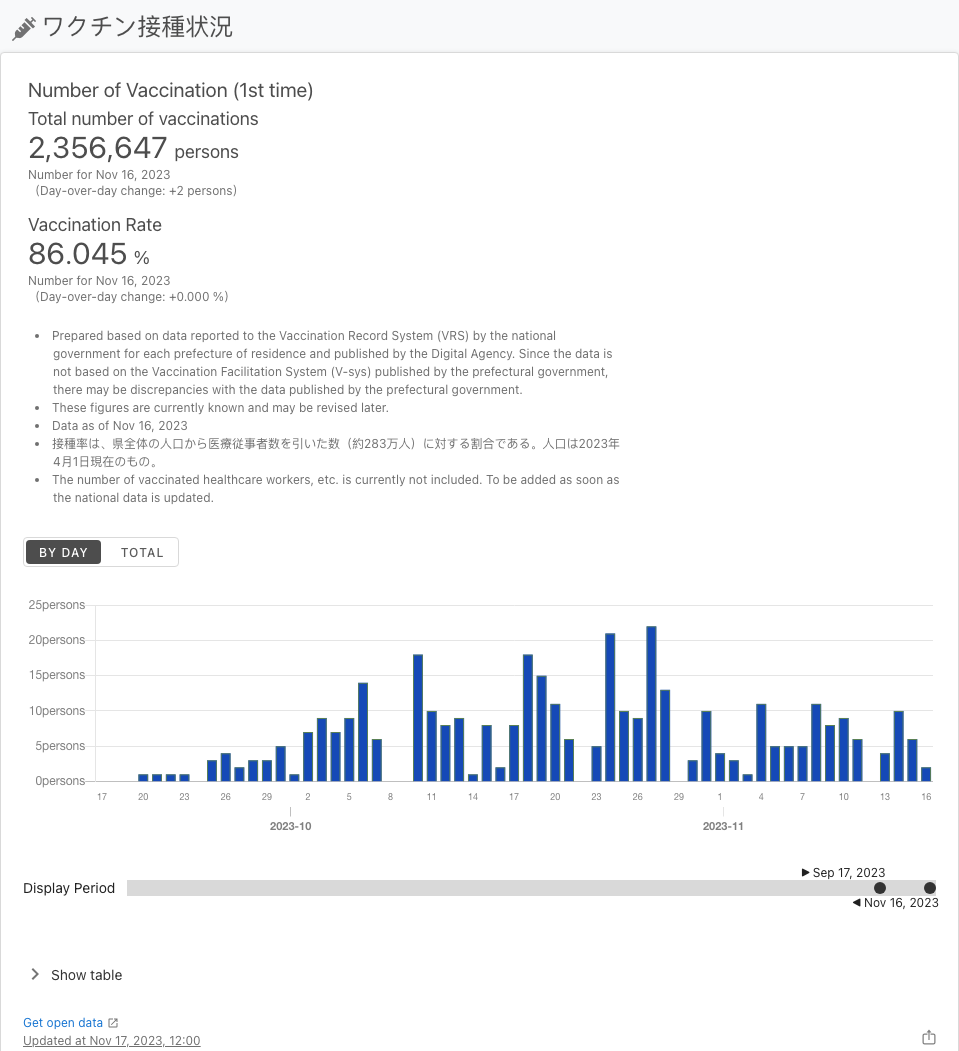 ワクチン接種状況
Number of Vaccination (1st time)
Total number of vaccinations
2,356,647 persons
Number for Nov 16, 2023
(Day-over-day change: +2 persons)
Vaccination Rate
86.045 %
Number for Nov 16, 2023
(Day-over-day change: +0.000 %)
• Prepared based on data reported to the Vaccination Record System (VRS) by the national
government for each prefecture of residence and published by the Digital Agency. Since the data is
not based on the Vaccination Facilitation System (V-sys) published by the prefectural government,
there may be discrepancies with the data published by the prefectural government.
• These figures are currently known and may be revised later.
• Data as of Nov 16, 2023
• 接種率は、県全体の人口から医療従事者数を引いた数（約283万人）に対する割合である。人口は2023年
4月1日現在のもの。
• The number of vaccinated healthcare workers, etc. is currently not included. To be added as soon as
the national data is updated.
BY DAY TOTAL
25persons
20persons
15persons
10persons
5persons
0persons
17 20 23 26 29 2 5 8 11 14 17 20 23 26 29 1 4 7 10 13 16
2023-10 2023-11
Sep 17, 2023
Display Period
Nov 16, 2023
Show table
Get open data
Updated at Nov 17, 2023, 12:00